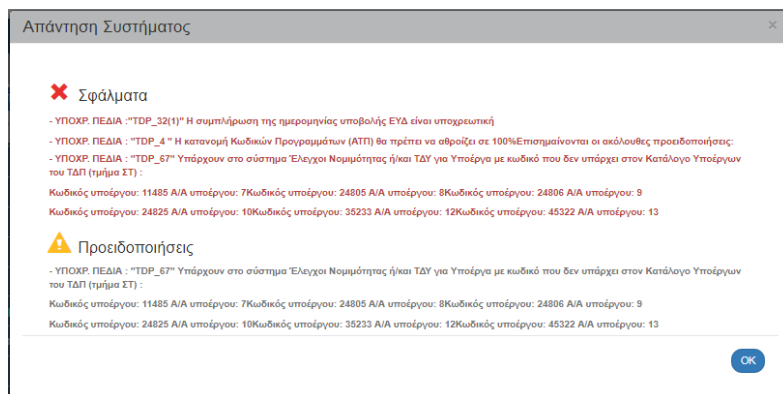 Απάντηση Συστήματος
×
Σφάλματα
- ΥΠΟΧΡ. ΠΕΔΙΑ :"TDP_32(1)" Η συμπλήρωση της ημερομηνίας υποβολής ΕΥΔ είναι υποχρεωτική
- ΥΠΟΧΡ. ΠΕΔΙΑ : "TDP_4 " Η κατανομή Κωδικών Προγραμμάτων (ΑΤΠ) θα πρέπει να αθροίζει σε 100%Επισημαίνονται οι ακόλουθες προειδοποιήσεις:
- ΥΠΟΧΡ. ΠΕΔΙΑ : "TDP_67" Υπάρχουν στο σύστημα Έλεγχοι Νομιμότητας ή/και ΤΔΥ για Υποέργα με κωδικό που δεν υπάρχει στον Κατάλογο Υποέργων
του ΤΔΠ (τμήμα ΣΤ) :
Κωδικός υποέργου: 11485 Α/Α υποέργου: 7Κωδικός υποέργου: 24805 Α/Α υποέργου: 8Κωδικός υποέργου: 24806 Α/Α υποέργου: 9
Κωδικός υποέργου: 24825 Α/Α υποέργου: 10Κωδικός υποέργου: 35233 Α/Α υποέργου: 12Κωδικός υποέργου: 45322 Α/Α υποέργου: 13
Προειδοποιήσεις
- ΥΠΟΧΡ. ΠΕΔΙΑ : "TDP_67" Υπάρχουν στο σύστημα Έλεγχοι Νομιμότητας ή/και ΤΔΥ για Υποέργα με κωδικό που δεν υπάρχει στον Κατάλογο Υποέργων
του ΤΔΠ (τμήμα ΣΤ) :
Κωδικός υποέργου: 11485 Α/Α υποέργου: 7Κωδικός υποέργου: 24805 Α/Α υποέργου: 8Κωδικός υποέργου: 24806 Α/Α υποέργου: 9
Κωδικός υποέργου: 24825 Α/Α υποέργου: 10Κωδικός υποέργου: 35233 Α/Α υποέργου: 12Κωδικός υποέργου: 45322 Α/Α υποέργου: 13
OK